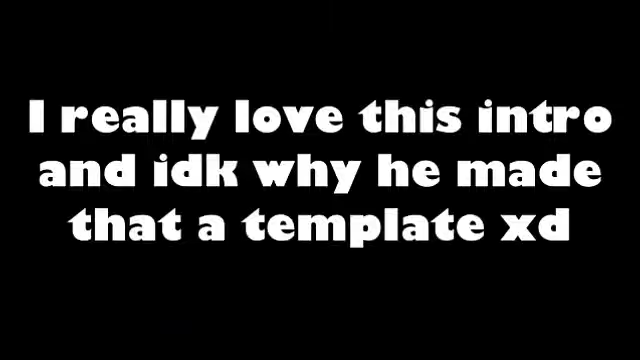 I really love this intro
and idk why he made
that a template xd